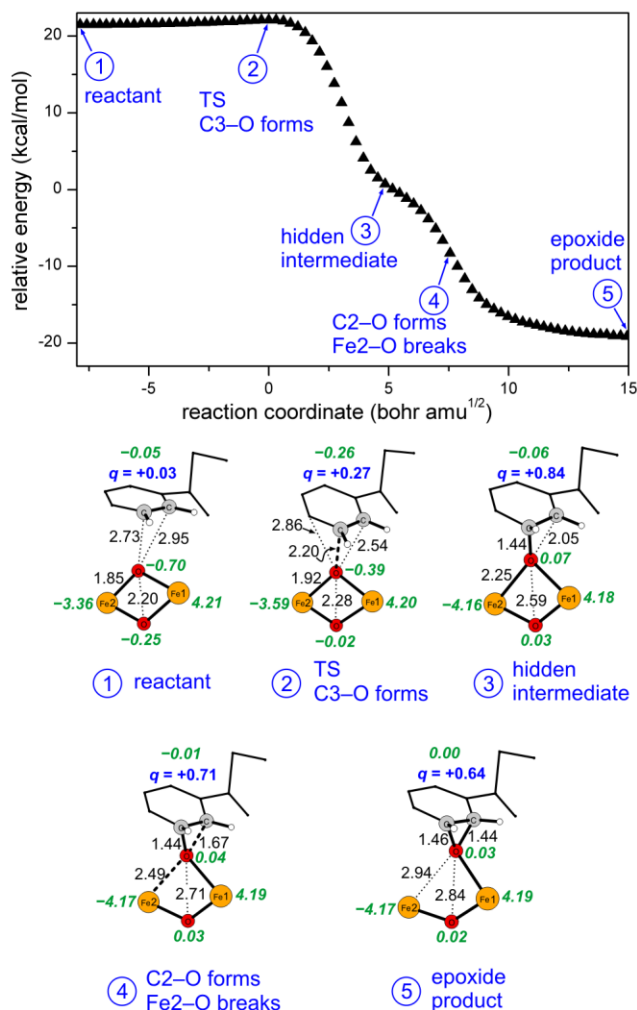 20
10
0
-10
-20
relative energy (kcal/mol)
1
reactant
2
TS
C3–O forms
3
hidden
intermediate
4
C2–O forms
Fe2–O breaks
epoxide
product
5
-5
0
5
10
15
reaction coordinate (bohr amu1/2)
−0.05
q = +0.03
C
C
2.73
2.95
O
−0.70
1.85
−3.36
Fe2
2.20
Fe1
4.21
O
−0.25
1 reactant
−0.26
q = +0.27
2.86
C
C
2.20
2.54
O
−0.39
1.92
−3.59
Fe2
2.28
Fe1
4.20
O
−0.02
2 TS
C3–O forms
−0.06
q = +0.84
C
C
1.44
2.05
O
0.07
2.25
−4.16
Fe2
2.59
Fe1
4.18
O
0.03
3 hidden
intermediate
−0.01
q = +0.71
C
C
1.44
1.67
O
0.04
2.49
−4.17
Fe2
2.71
Fe1
4.19
O
0.03
4 C2–O forms
Fe2–O breaks
0.00
q = +0.64
C
C
1.46
1.44
O
0.03
2.94
−4.17
Fe2
2.84
Fe1
4.19
O
0.02
5 epoxide
product